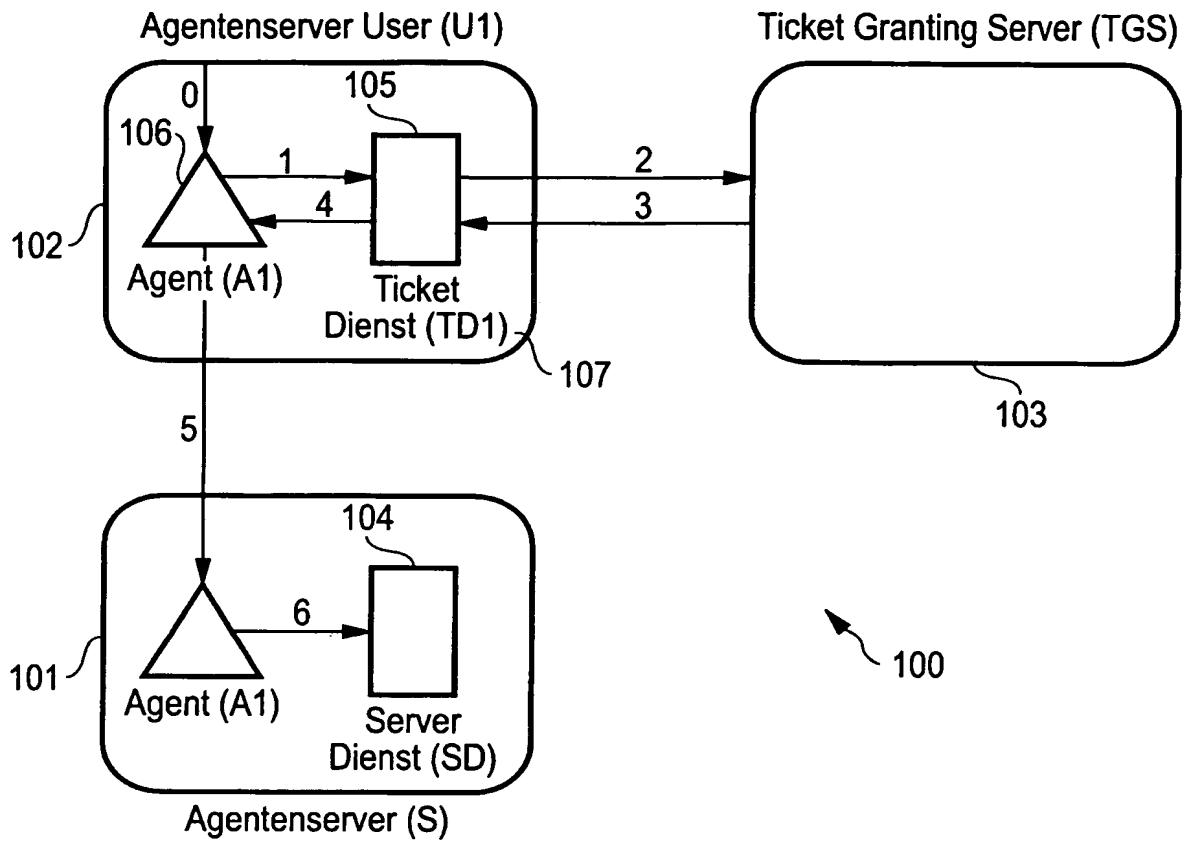 Agentenserver User (U1)
Ticket Granting Server (TGS)
0
105
106
1
2
4
3
102
Agent (A1)
Ticket
Dienst (TD1)
107
103
5
104
6
101
100
Agent (A1)
Server
Dienst (SD)
Agentenserver (S)